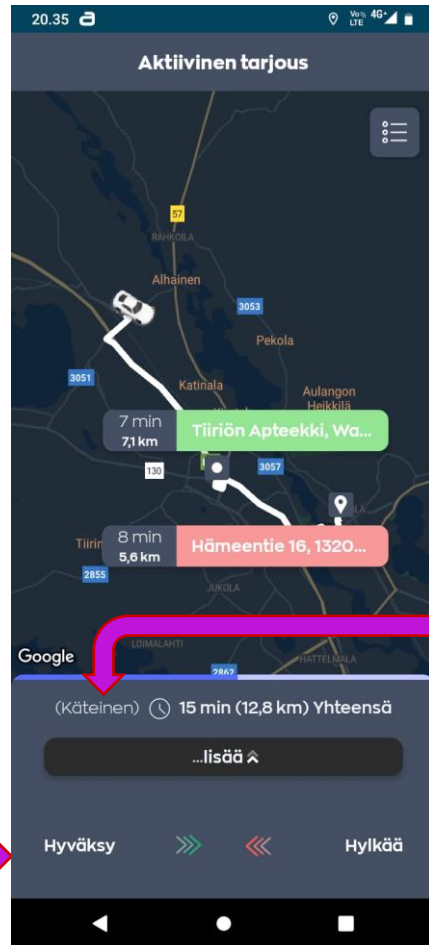 20.35
Vo)) 4G+
LTE
Aktiivinen tarjous
57
RAHKOILA
Alhainen
3053
Pekola
3051
Katinala
Aulangon
Heikkilä
7 min
7,1 km
Tiiriön Apteekki, Wa...
130
3057
8 min
5,6 km
Hämeentie 16, 1320...
2855
JUKOLA
LOIMALAHTI
Google
2862
HATTELMALA
(Käteinen) 15 min (12,8 km) Yhteensä
...lisää
Hyväksy
Hylkää